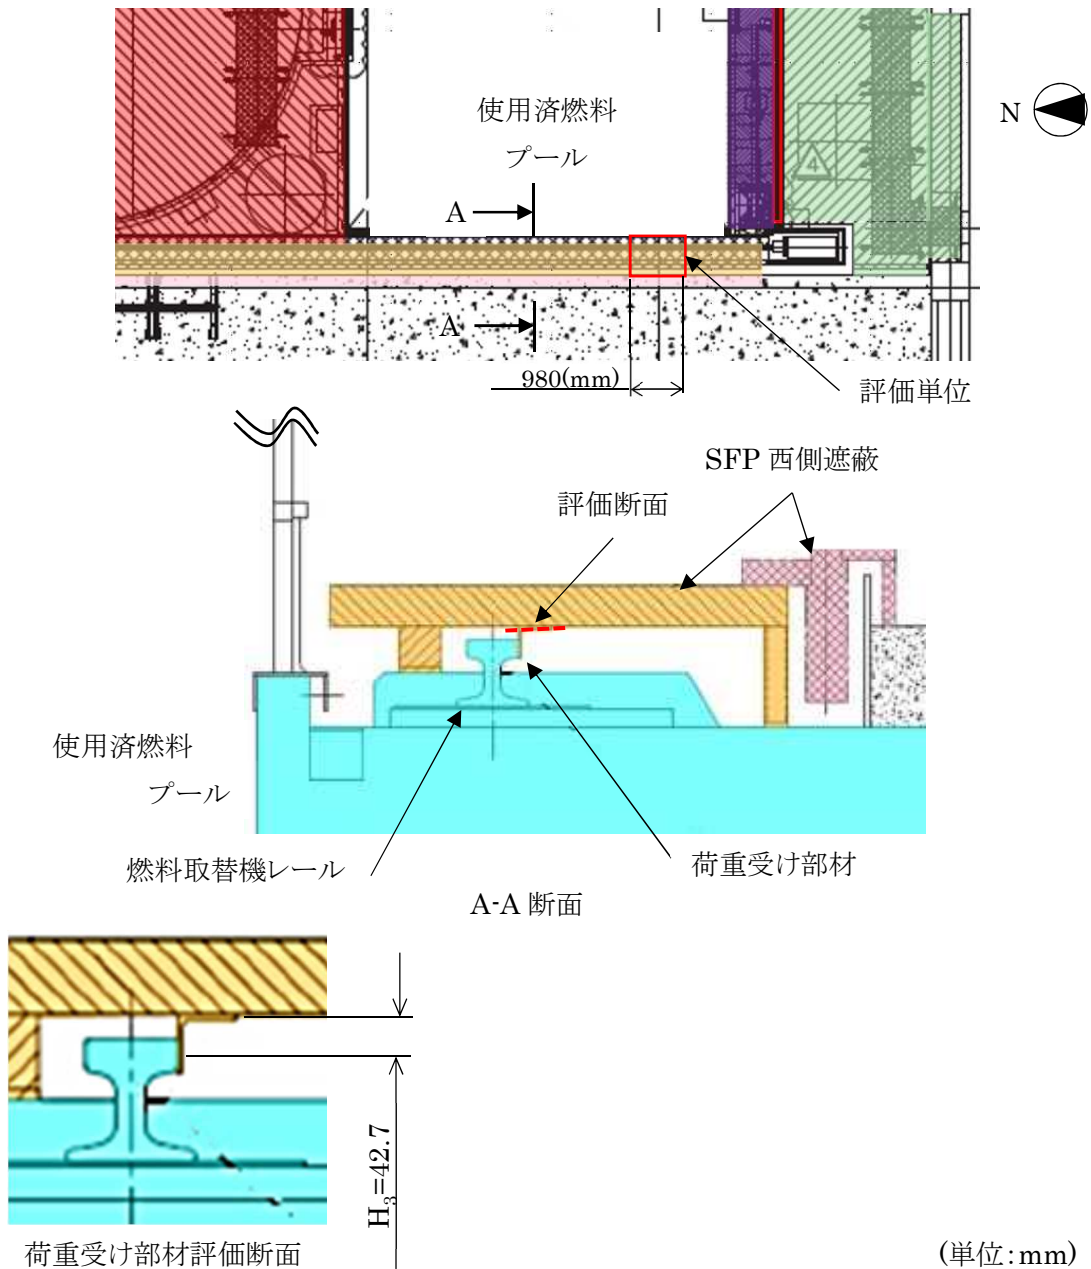 使用済燃料
プール
N
A
4
A
980(mm)
評価単位
SFP 西側遮蔽
評価断面
使用済燃料
プール
燃料取替機レール
荷重受け部材
A-A 断面
H₃=42.7
荷重受け部材評価断面
(単位:mm)